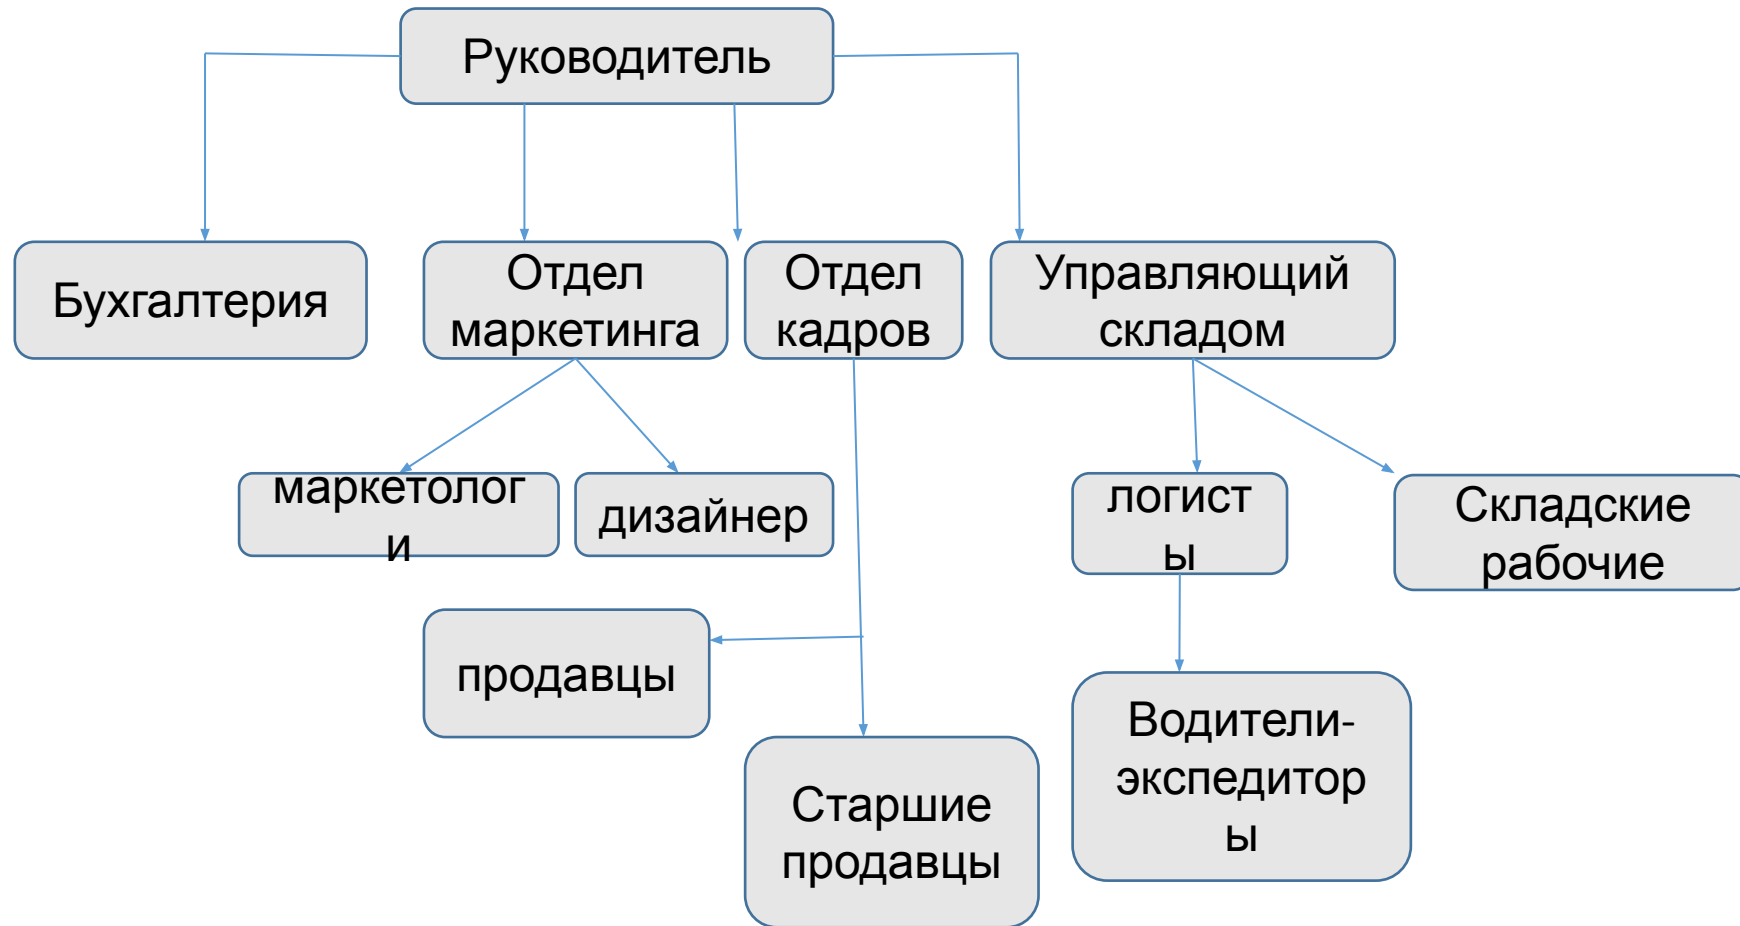 Руководитель
Бухгалтерия
Отдел
маркетинга
Отдел
кадров
Управляющий
складом
маркетолог
и
дизайнер
логист
ы
Складские
рабочие
продавцы
Старшие
продавцы
Водители-
экспедитор
ы